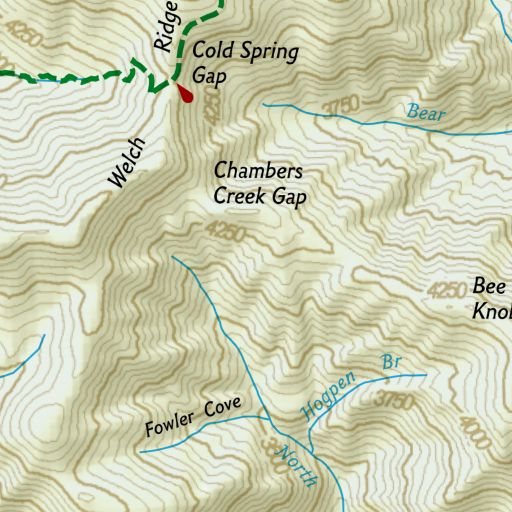 4250
Ridge
Cold Spring
Gap
4250
3750
Bear
Welch
Chambers
Creek Gap
4250
4250
Bee
Hogpen Br
3750
Fowler Cove
4000
North